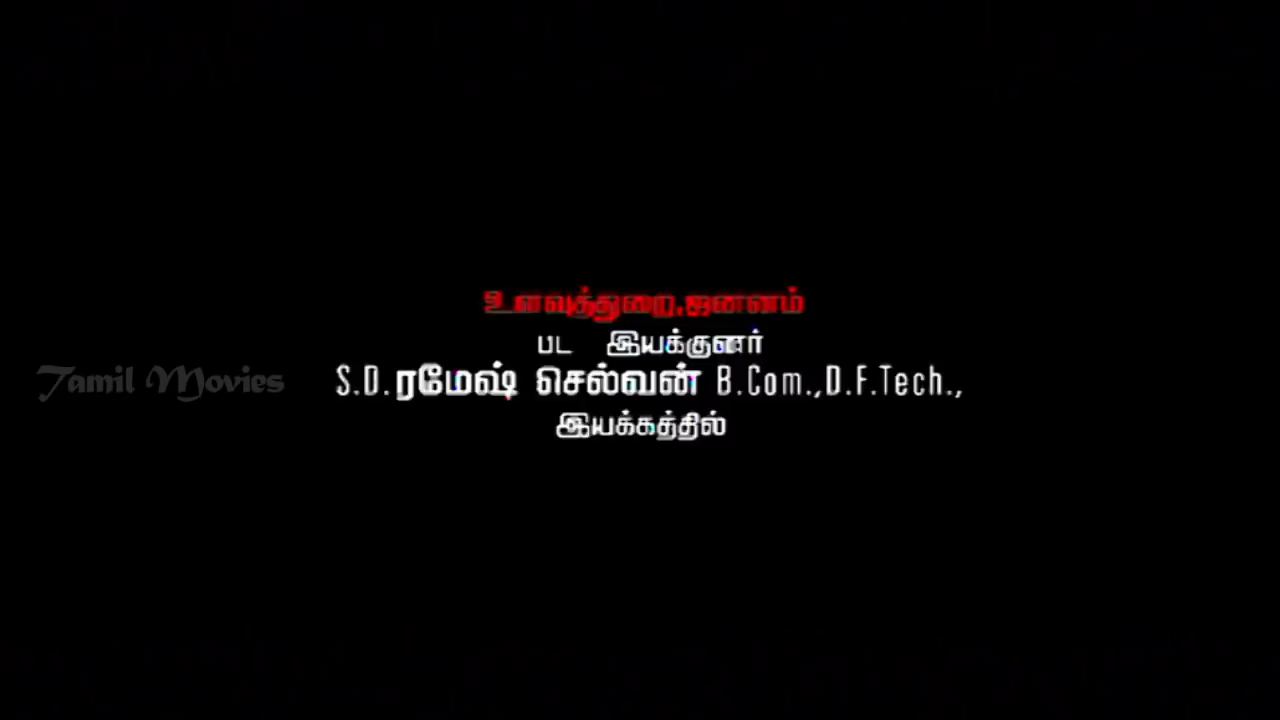 உளவுத்துறை,ஜனனம்
பட இயக்குனர்
Tamil Movies
S.D.ரமேஷ் செல்வன் B.Com.,D.F.Tech.,
இயக்கத்தில்